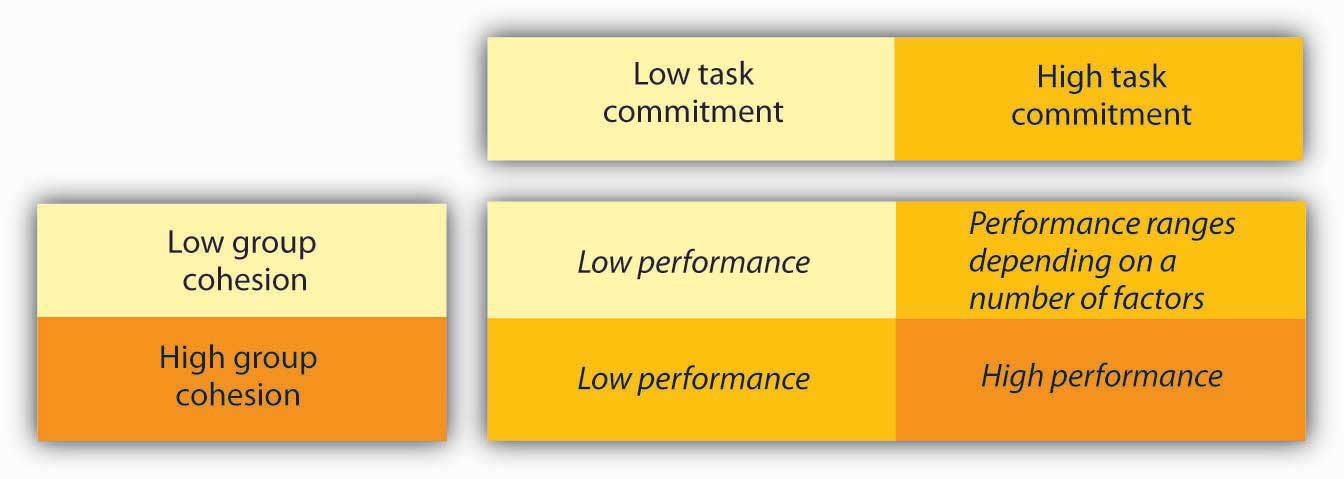 Low task
commitment
High task
commitment
Low group
cohesion
Low performance
Performance ranges
depending on a
number of factors
High group
cohesion
Low performance
High performance